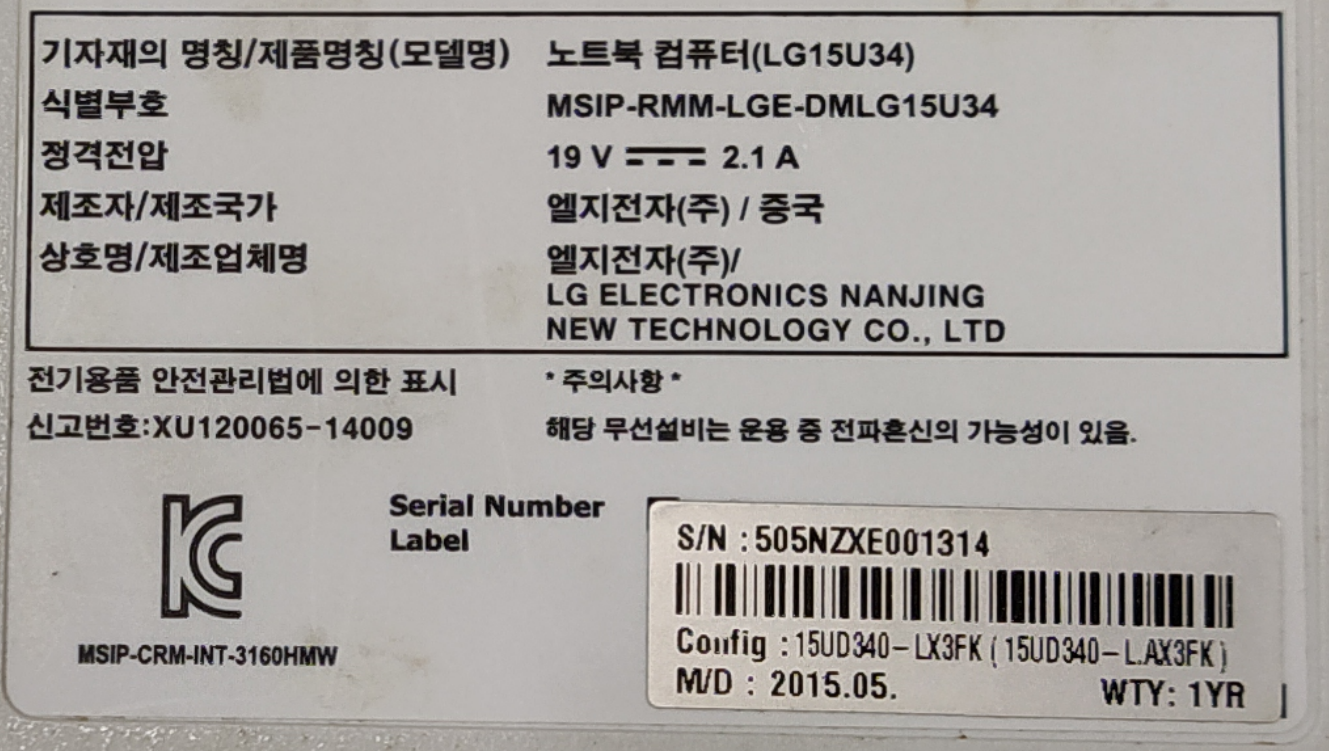 기자재의 명칭/제품명칭(모델명) 노트북 컴퓨터(LG15U34)
식별부호 MSIP-RMM-LGE-DMLG15U34
정격전압 19 V 2.1 A
제조자/제조국가 엘지전자(주) / 중국
상호명/제조업체명 엘지전자(주)/
LG ELECTRONICS NANJING
NEW TECHNOLOGY CO., LTD
전기용품 안전관리법에 의한 표시 * 주의사항 *
신고번호:XU120065-14009 해당 무선설비는 운용 중 전파혼신의 가능성이 있음.
Serial Number
Label
S/N : 505NZXE001314
Config : 15UD340-LX3FK ( 15UD340-L.AX3FK )
M/D : 2015.05. WTY: 1YR
KC
MSIP-CRM-INT-3160HMW